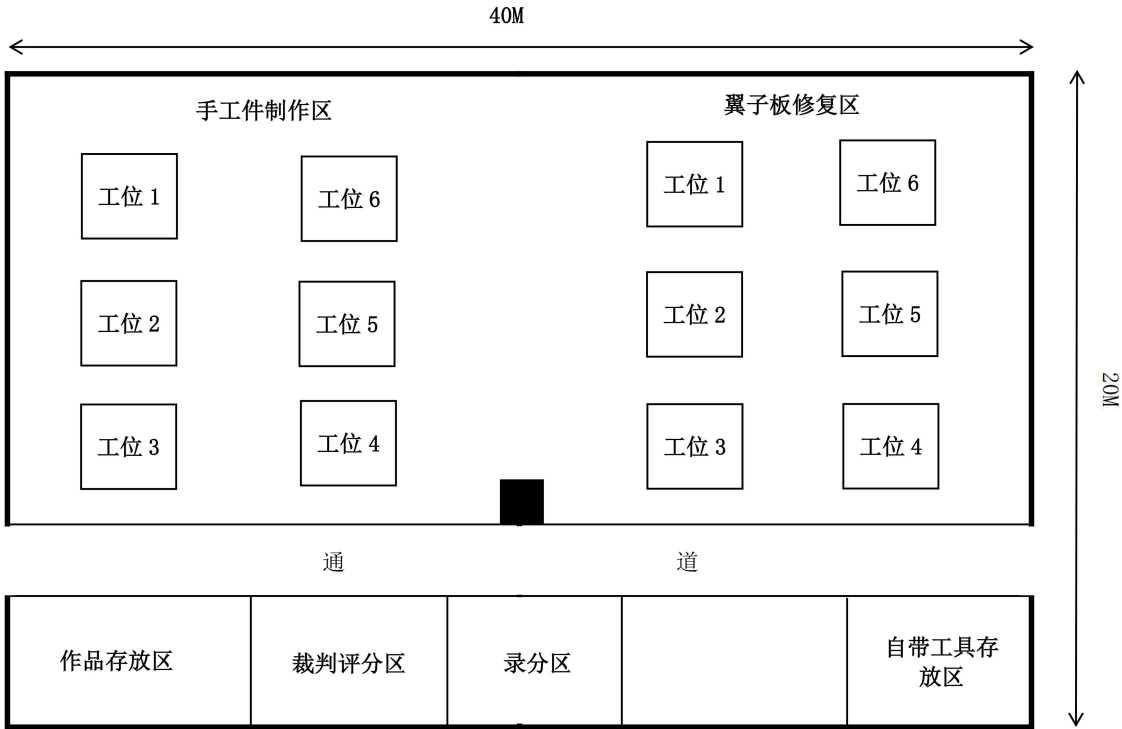 40M
手工件制作区
翼子板修复区
工位 1
工位 6
工位 1
工位 6
工位 2
工位 5
工位 2
工位 5
20M
工位 3
工位 4
工位 3
工位 4
通 道
作品存放区
裁判评分区
录分区
自带工具存
放区